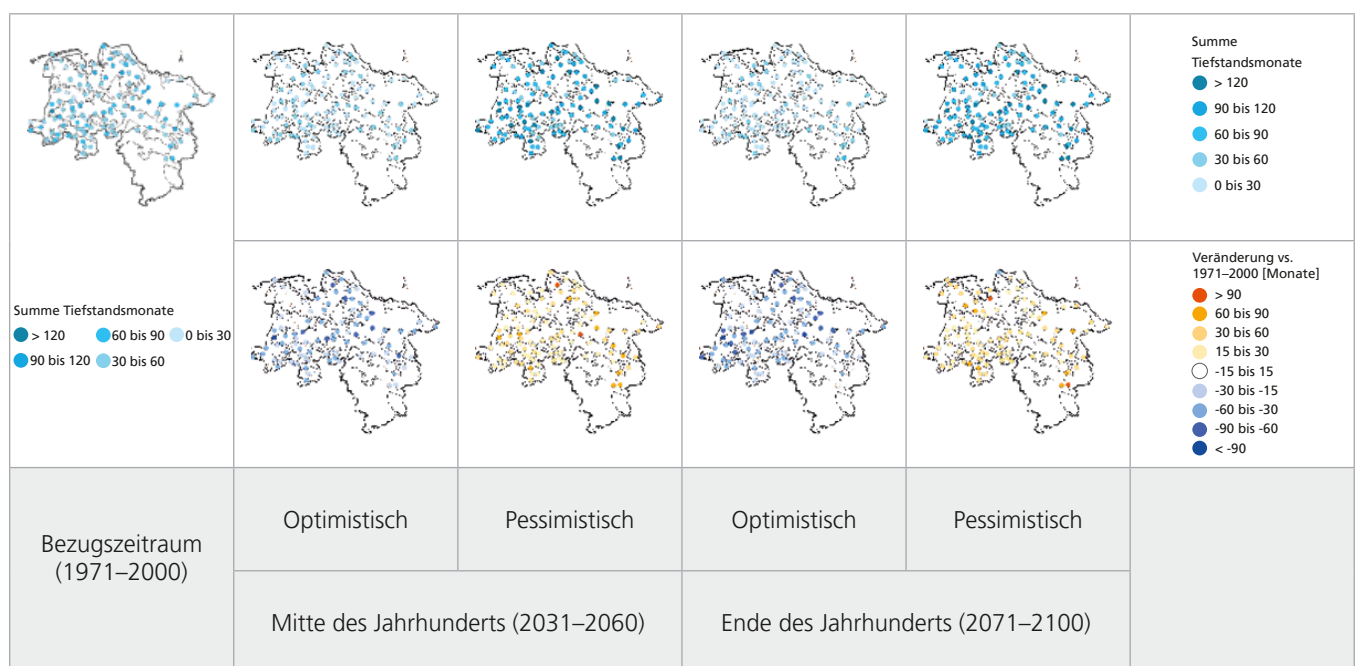 Summe
Tiefstandsmonate
> 120
90 bis 120
60 bis 90
30 bis 60
0 bis 30
Summe Tiefstandsmonate
> 120
60 bis 90
0 bis 30
90 bis 120
30 bis 60
Veränderung vs.
1971–2000 [Monate]
> 90
60 bis 90
30 bis 60
15 bis 30
-15 bis 15
-30 bis -15
-60 bis -30
-90 bis -60
< -90
Bezugszeitraum
(1971–2000)
Optimistisch
Pessimistisch
Optimistisch
Pessimistisch
Mitte des Jahrhunderts (2031–2060)
Ende des Jahrhunderts (2071–2100)